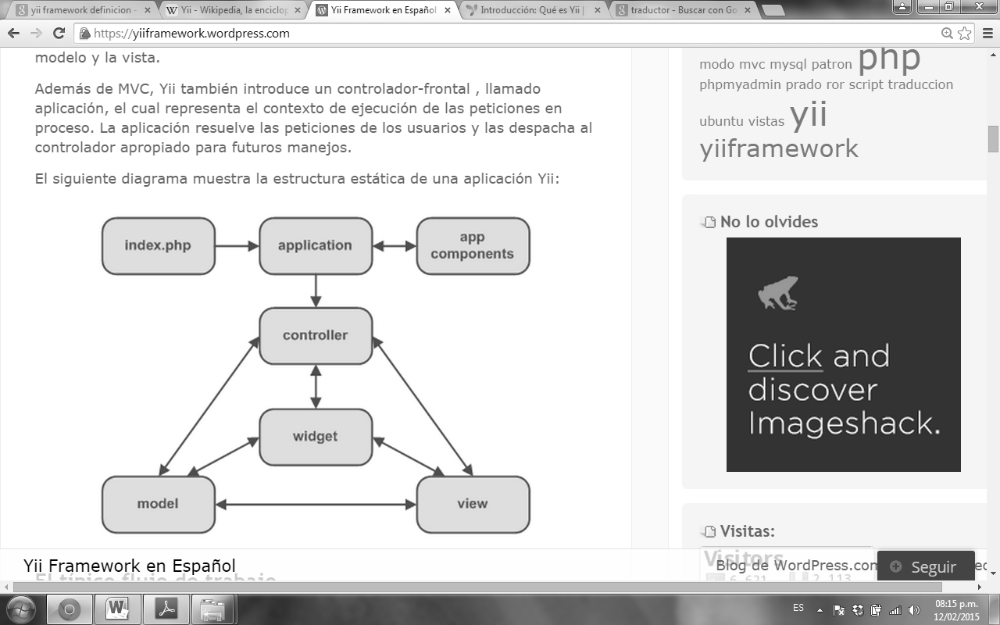 yii framework definicion -
Yii - Wikipedia, la enciclop
Yii Framework en Español
Introducción: Qué es Yii |
traductor - Buscar con Go
https://yiiframework.wordpress.com
modelo y la vista.
Además de MVC, Yii también introduce un controlador-frontal , llamado
aplicación, el cual representa el contexto de ejecución de las peticiones en
proceso. La aplicación resuelve las peticiones de los usuarios y las despacha al
controlador apropiado para futuros manejos.
El siguiente diagrama muestra la estructura estática de una aplicación Yii:
index.php
application
app
components
controller
widget
model
view
modo mvc mysql patron php
phpmyadmin prado ror script traduccion
ubuntu vistas yii
yiiframework
No lo olvides
Click and
discover
Imageshack.
Visitas:
Visitors
6,621
2,113
El típico flujo de trabajo
Yii Framework en Español
Blog de WordPress.com
Seguir
ES
08:15 p.m.
12/02/2015